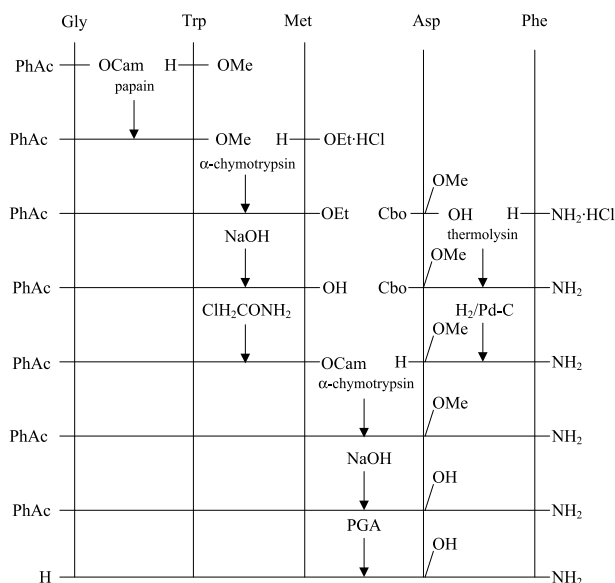 Gly Trp Met Asp Phe
PhAc OCam H OMe
papain
PhAc OMe H OEt·HCl
α-chymotrypsin OMe
PhAc OEt Cbo OH H NH₂·HCl
NaOH thermolysin
OMe
PhAc OH Cbo NH₂
ClH₂CONH₂ H₂/Pd-C
OMe
PhAc OCam H NH₂
α-chymotrypsin
OMe
PhAc NH₂
NaOH
OH
PhAc NH₂
PGA
OH
H NH₂